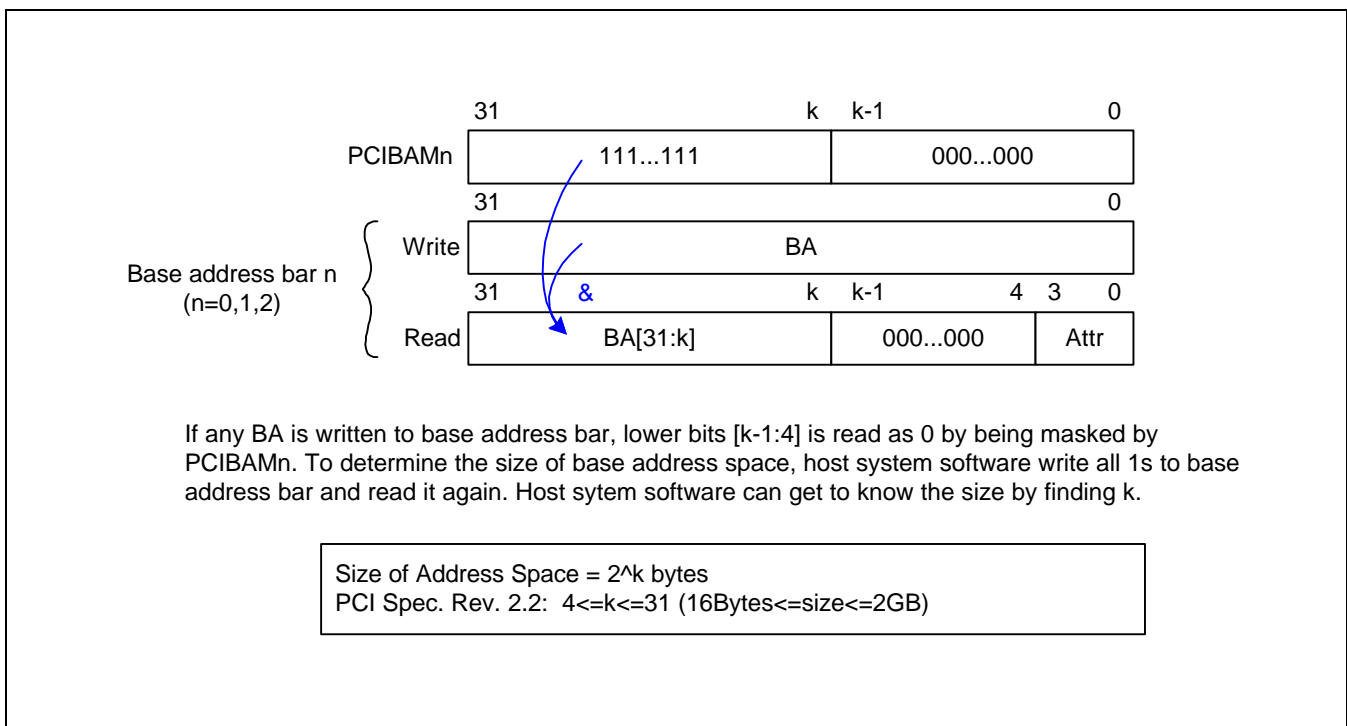 31 k k-1 0
PCIBAMn 111...111 000...000
31 0
Write BA
Base address bar n
(n=0,1,2)
31 & k k-1 4 3 0
Read BA[31:k] 000...000 Attr
If any BA is written to base address bar, lower bits [k-1:4] is read as 0 by being masked by
PCIBAMn. To determine the size of base address space, host system software write all 1s to base
address bar and read it again. Host sytem software can get to know the size by finding k.
Size of Address Space = 2^k bytes
PCI Spec. Rev. 2.2: 4<=k<=31 (16Bytes<=size<=2GB)